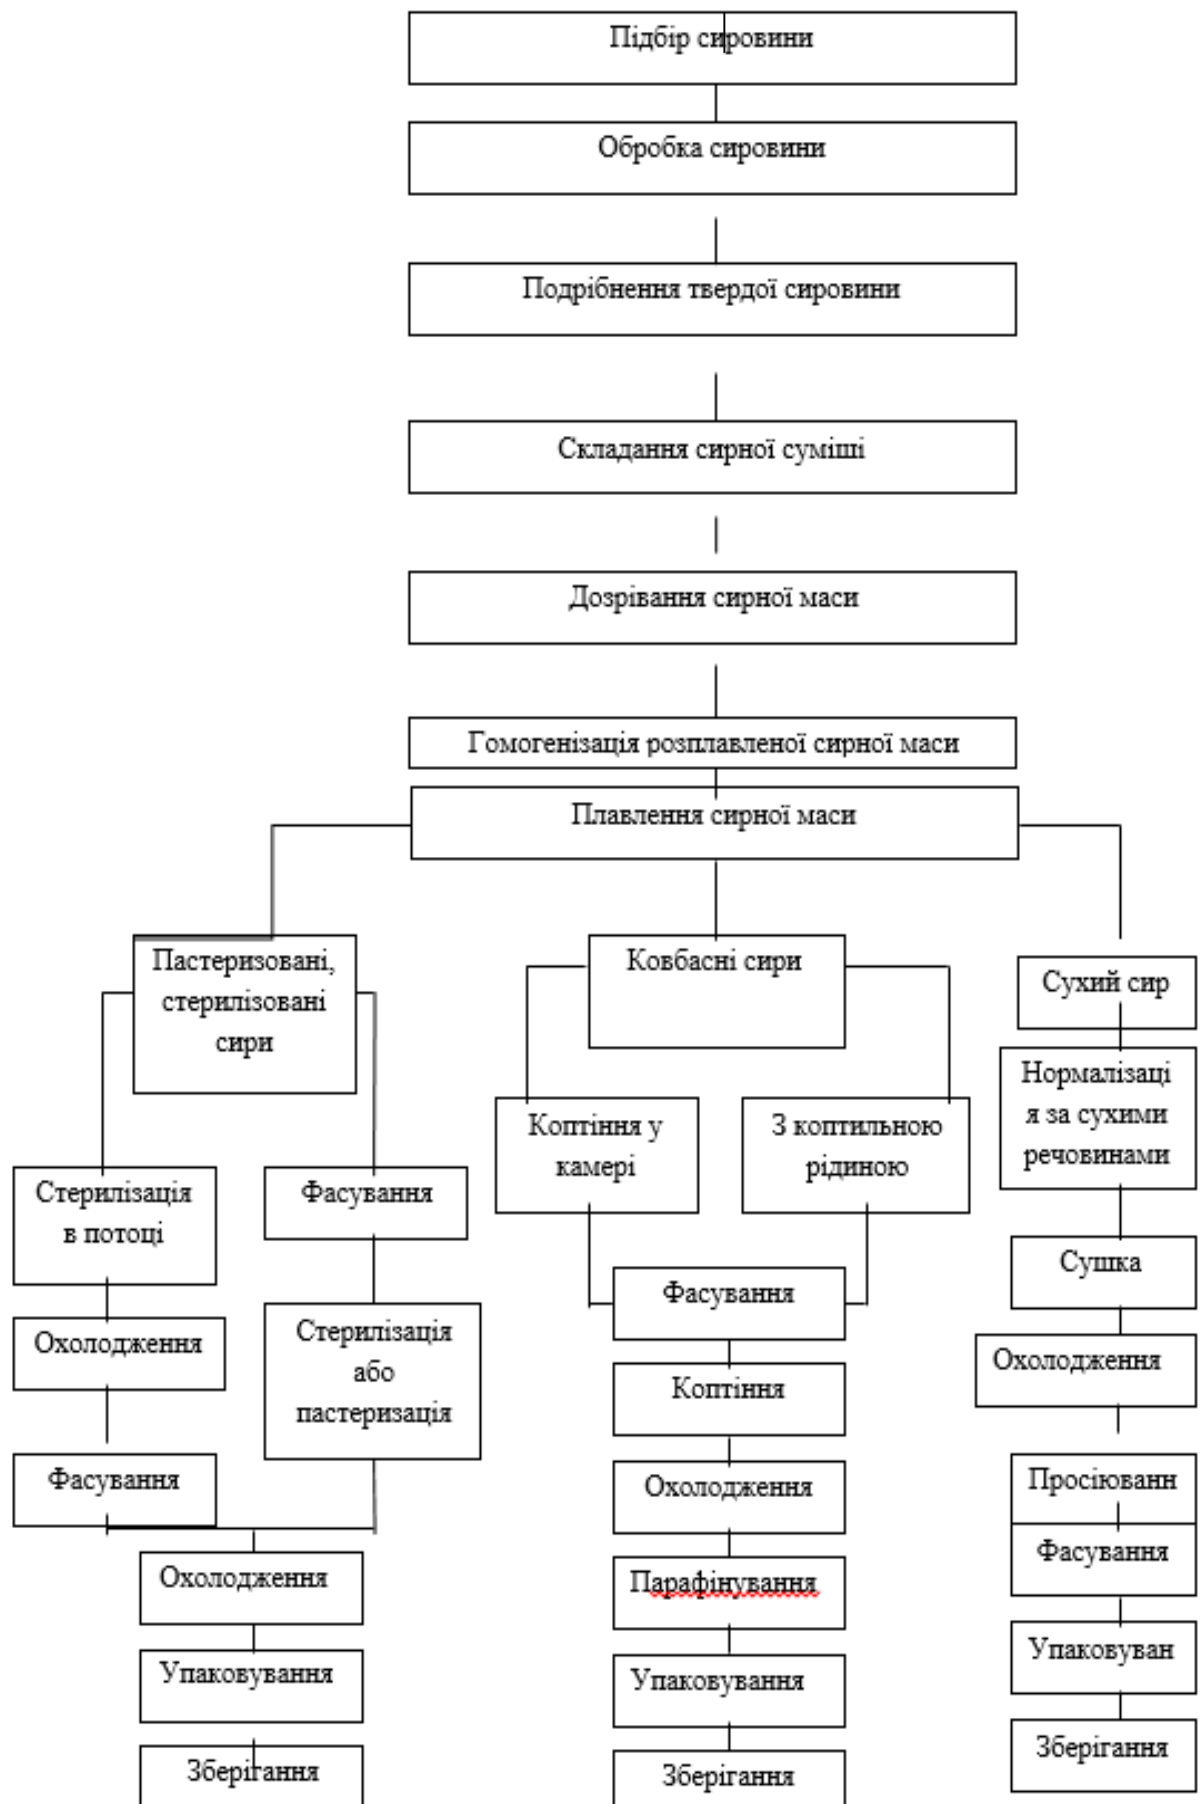 Підбір сировини
Обробка сировини
Подрібнення твердої сировини
Складання сирної суміші
Дозрівання сирної маси
Гомогенізація розплавленої сирної маси
Плавлення сирної маси
Пастеризовані,
стерилізовані
сири
Стерилізація
в потоці
Охолодження
Фасування
Фасування
Стерилізація
або
пастеризація
Охолодження
Упаковування
Зберігання
Ковбасні сири
Коптіння у
камері
З коптильною
рідиною
Фасування
Коптіння
Охолодження
Парафінування
Упаковування
Зберігання
Сухий сир
Нормалізаці
я за сухими
речовинами
Сушка
Охолодження
Просіюванн
Фасування
Упаковуван
Зберігання